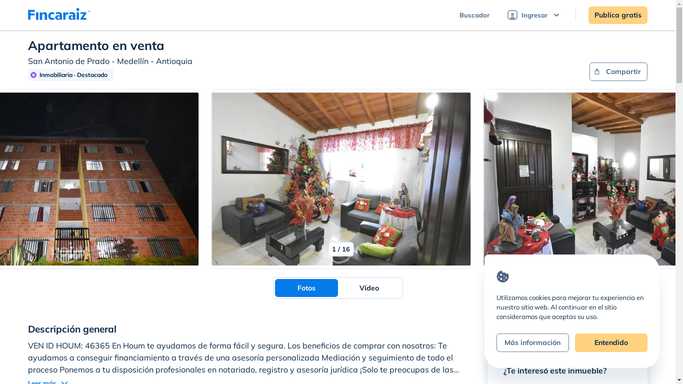 Fincaraiz
Buscador
Ingresar
Publica gratis
Apartamento en venta
San Antonio de Prado - Medellín - Antioquia
Inmobiliaria · Destacado
Compartir
1 / 16
Fotos
Video
Descripción general
VEN ID HOUM: 46365 En Houm te ayudamos de forma fácil y segura. Los beneficios de comprar con nosotros: Te
ayudamos a conseguir financiamiento a través de una asesoría personalizada Mediación y seguimiento de todo el
proceso Ponemos a tu disposición profesionales en notariado, registro y asesoría jurídica ¡Solo te preocupas de las...
Leer más
Utilizamos cookies para mejorar tu experiencia en
nuestro sitio web. Al continuar en el sitio
consideramos que aceptas su uso.
Más información
Entendido
¿Te interesó este inmueble?